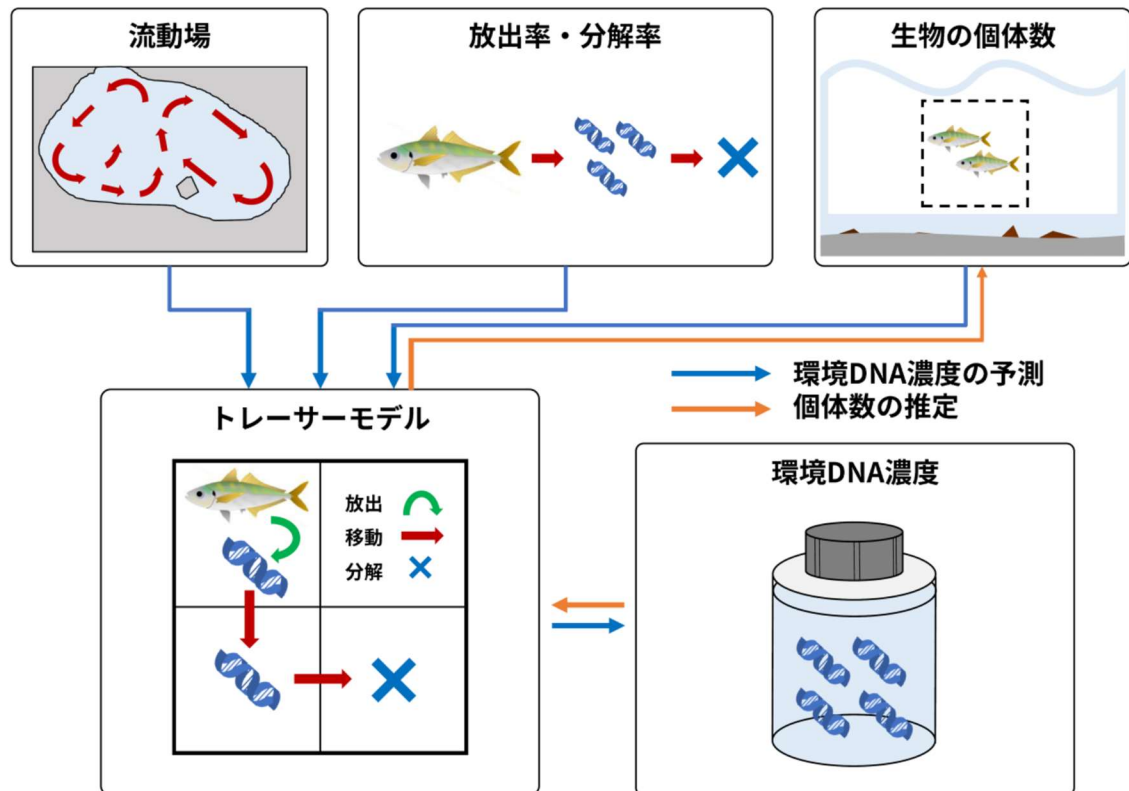 流動場
放出率・分解率
生物の個体数
環境DNA濃度の予測
個体数の推定
トレーサーモデル
放出
移動
分解
環境DNA濃度